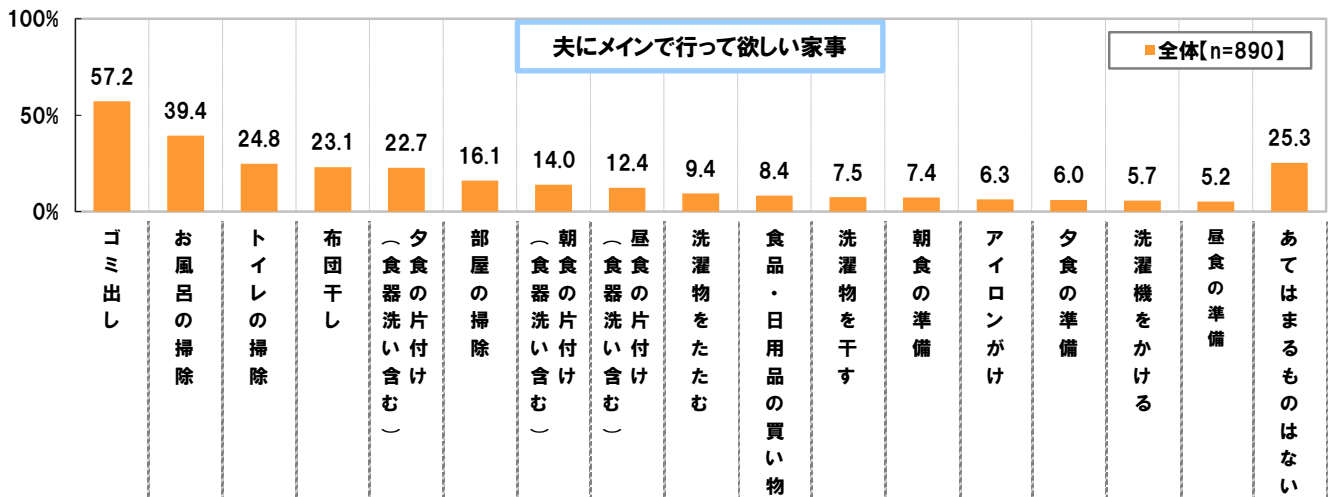 100%
50%
0%
夫にメインで行って欲しい家事
全体【n=890】
57.2
39.4
24.8
23.1
22.7
16.1
14.0
12.4
9.4
8.4
7.5
7.4
6.3
6.0
5.7
5.2
25.3
ゴミ出し
お風呂の掃除
トイレの掃除
布団干し
夕食の片付け
（食器洗い含む）
部屋の掃除
朝食の片付け
（食器洗い含む）
昼食の片付け
（食器洗い含む）
洗濯物をたたむ
食品・日用品の買い物
洗濯物を干す
朝食の準備
アイロンがけ
夕食の準備
洗濯機をかける
昼食の準備
あてはまるものはない